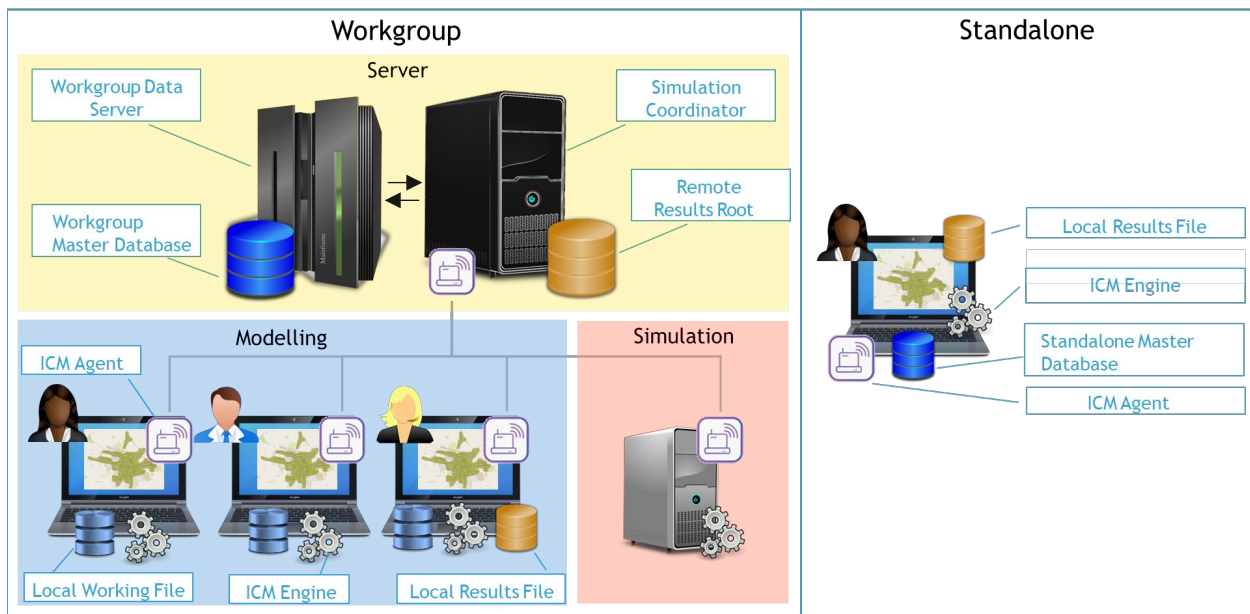 Workgroup
Standalone
Server
Workgroup Data
Server
Simulation
Coordinator
Remote
Results Root
Workgroup
Master Database
Mainframe
Modelling
Simulation
ICM Agent
Local Working File
ICM Engine
Local Results File
Local Results File
ICM Engine
Standalone Master
Database
ICM Agent